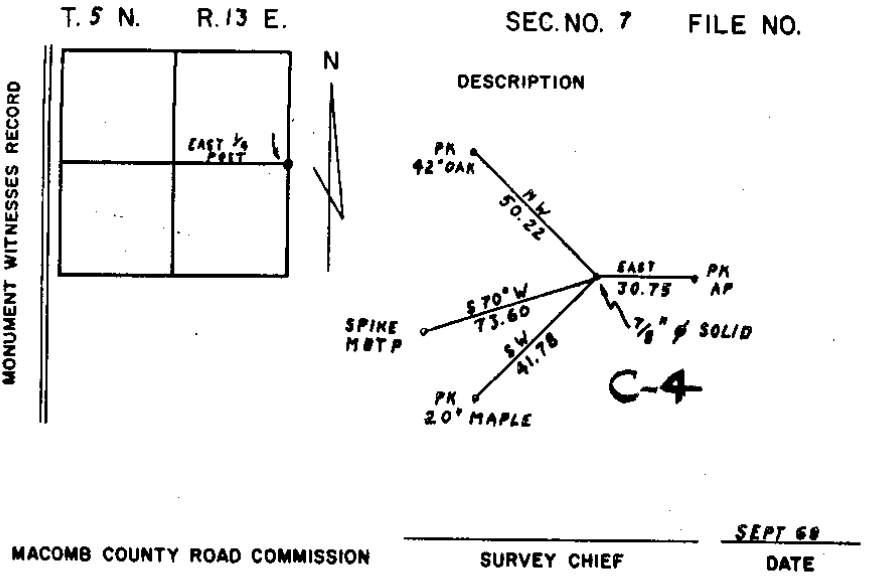 T. 5 N. R. 13 E. SEC. NO. 7 FILE NO.
MONUMENT WITNESSES RECORD
N
EAST 1/4
POST
DESCRIPTION
PK
42" OAK
NW
50.22
EAST
30.75
PK
AP
S 70° W
73.60
SPIKE
MBTP
SW
41.78
7/8" ø SOLID
C-4
PK
20" MAPLE
SEPT 68
MACOMB COUNTY ROAD COMMISSION
SURVEY CHIEF
DATE